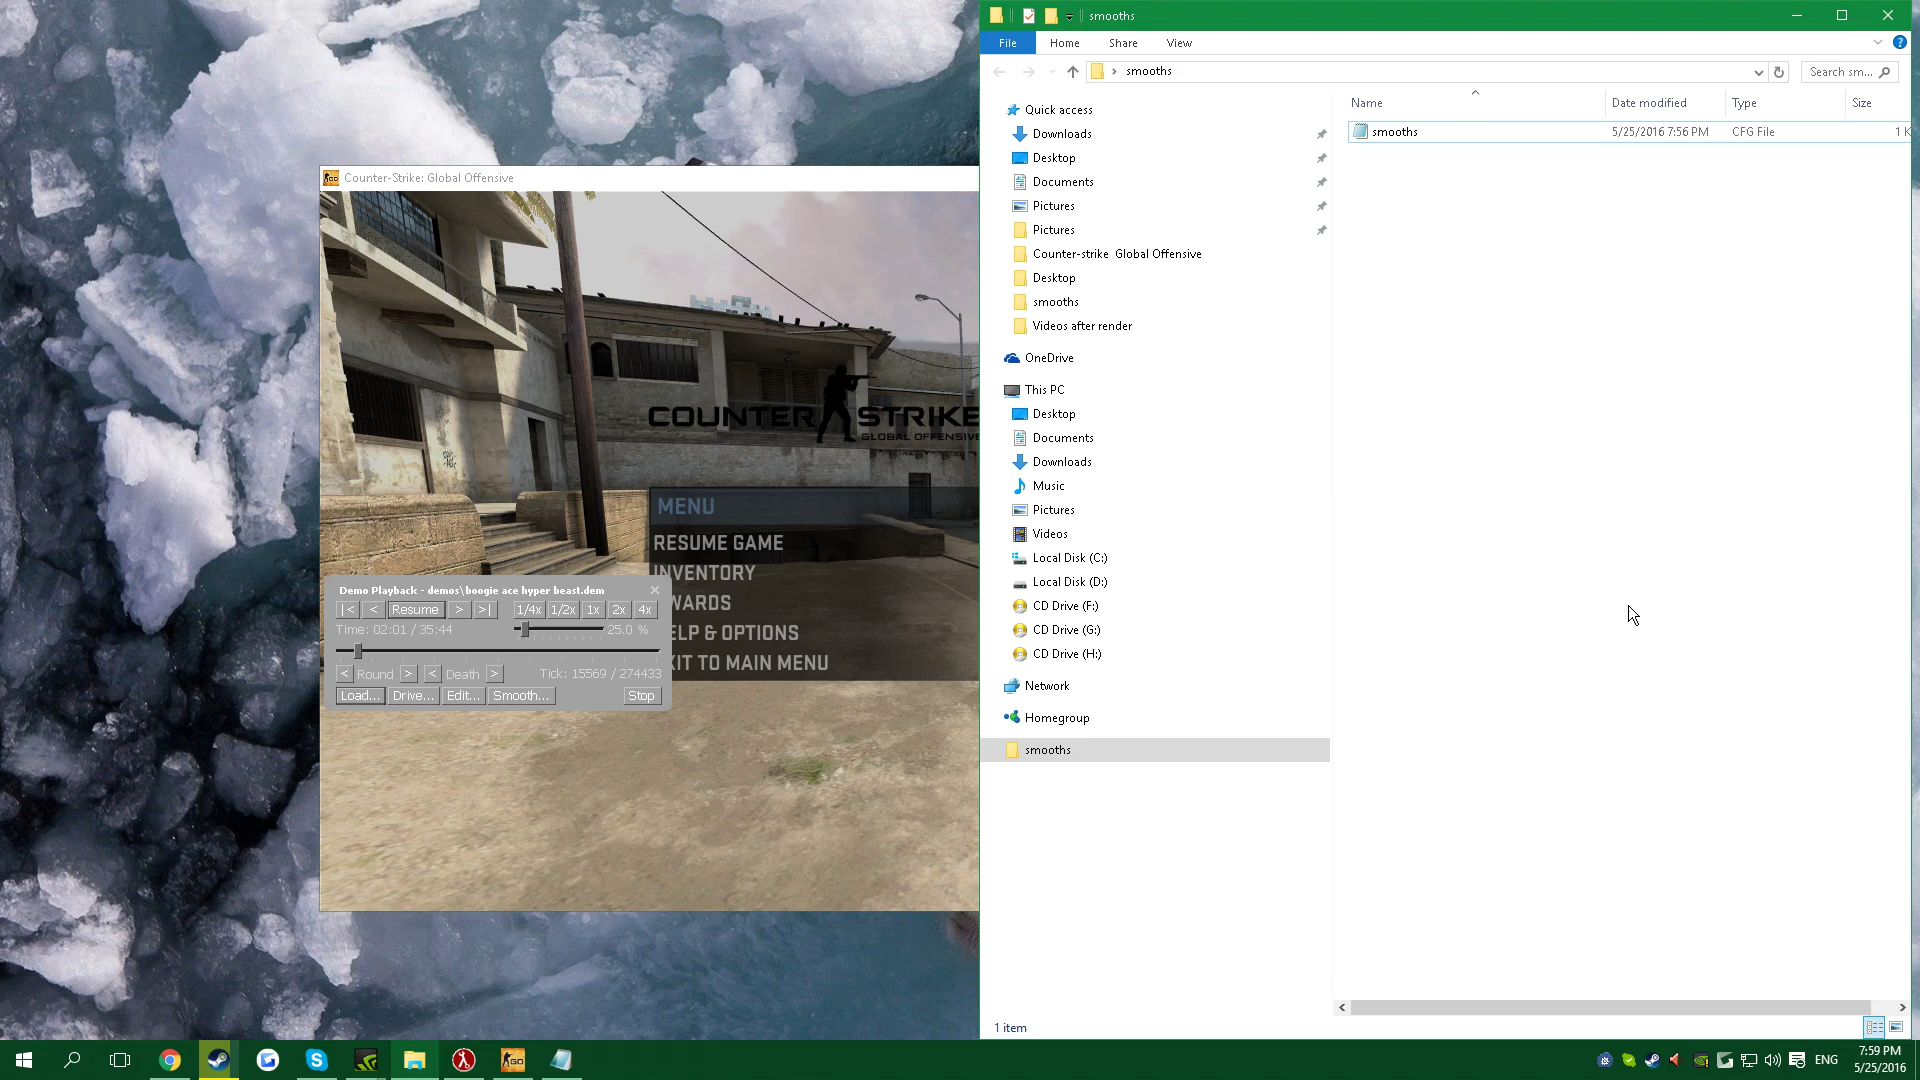 smooths
File Home Share View
smooths
Search sm...
Quick access
Downloads
Desktop
Documents
Pictures
Pictures
Counter-strike Global Offensive
Desktop
smooths
Videos after render
OneDrive
This PC
Desktop
Documents
Downloads
Music
Pictures
Videos
Local Disk (C:)
Local Disk (D:)
CD Drive (F:)
CD Drive (G:)
CD Drive (H:)
Network
Homegroup
smooths
Name Date modified Type Size
smooths 5/25/2016 7:56 PM CFG File 1 K
1 item
Counter-Strike: Global Offensive
COUNTER STRIKE
GLOBAL OFFENSIVE
MENU
RESUME GAME
INVENTORY
WARDS
ELP & OPTIONS
XIT TO MAIN MENU
Demo Playback - demos\boogie ace hyper beast.dem
|< < Resume > >| 1/4x 1/2x 1x 2x 4x
Time: 02:01 / 35:44 25.0 %
< Round > < Death > Tick: 15569 / 274433
Load... Drive... Edit... Smooth... Stop
ENG
7:59 PM
5/25/2016